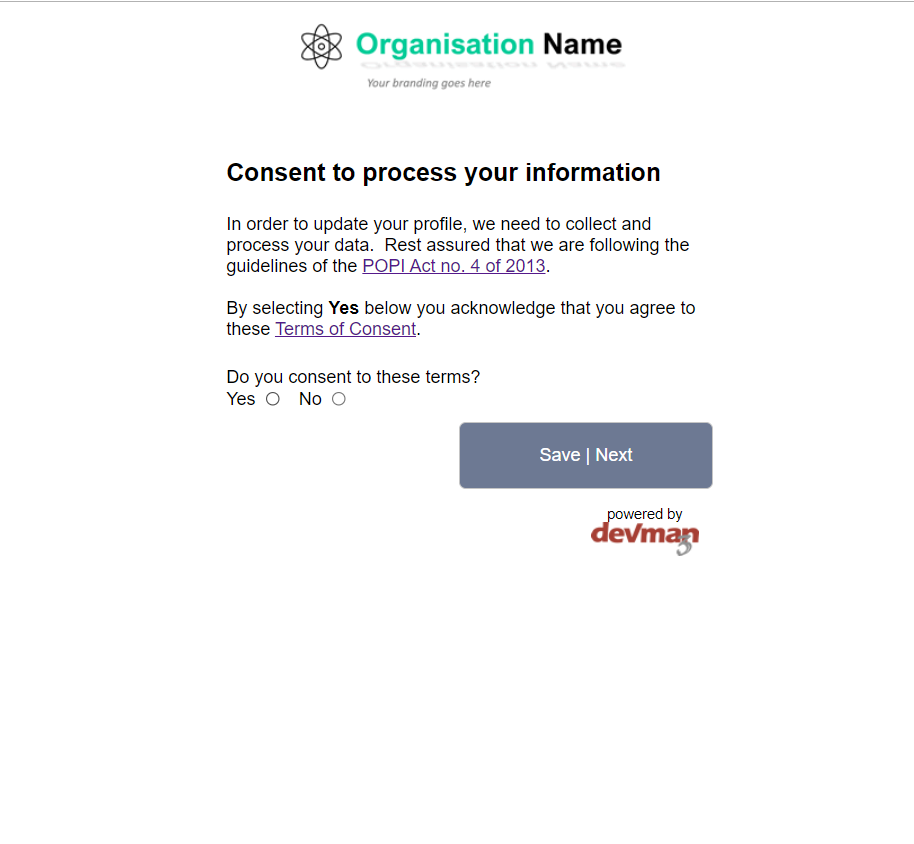 Organisation Name
Your branding goes here
Consent to process your information
In order to update your profile, we need to collect and
process your data.  Rest assured that we are following the
guidelines of the POPI Act no. 4 of 2013.
By selecting Yes below you acknowledge that you agree to
these Terms of Consent.
Do you consent to these terms?
Yes No
Save | Next
powered by
devman
3